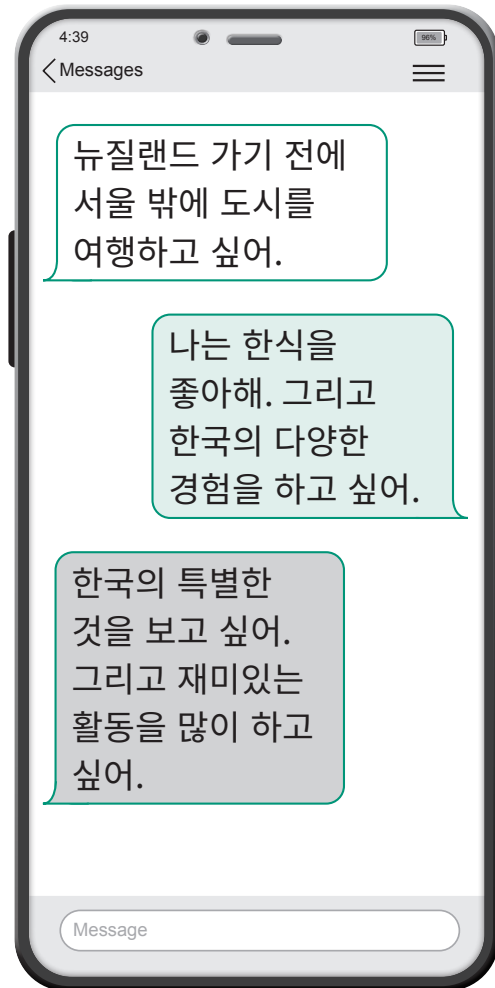 4:39
96%
Messages
뉴질랜드 가기 전에
서울 밖에 도시를
여행하고 싶어.
나는 한식을
좋아해. 그리고
한국의 다양한
경험을 하고 싶어.
한국의 특별한
것을 보고 싶어.
그리고 재미있는
활동을 많이 하고
싶어.
Message